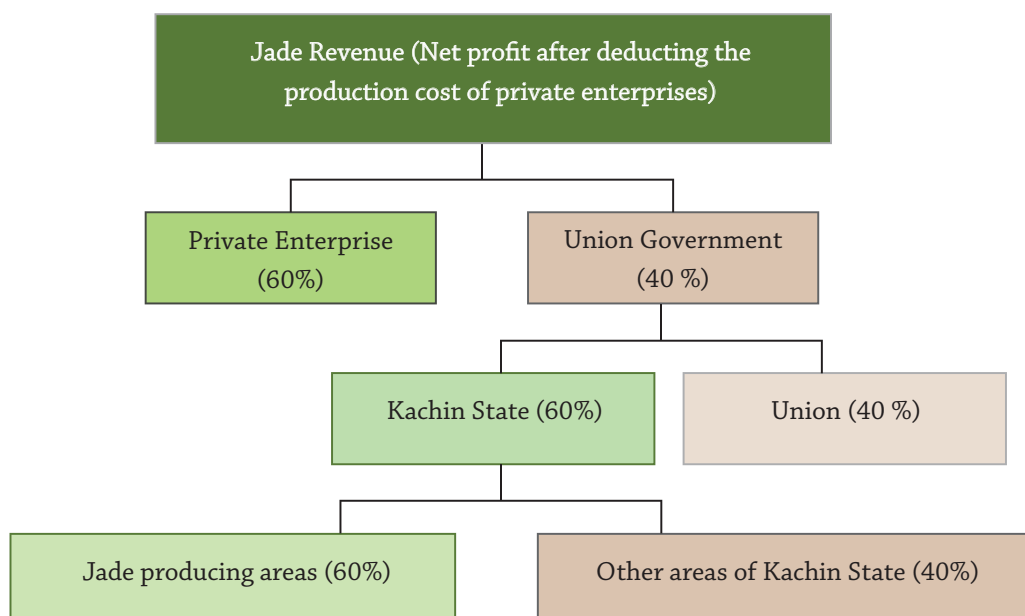 Jade Revenue (Net profit after deducting the
production cost of private enterprises)
Private Enterprise
(60%)
Union Government
(40 %)
Kachin State (60%)
Union (40 %)
Jade producing areas (60%)
Other areas of Kachin State (40%)